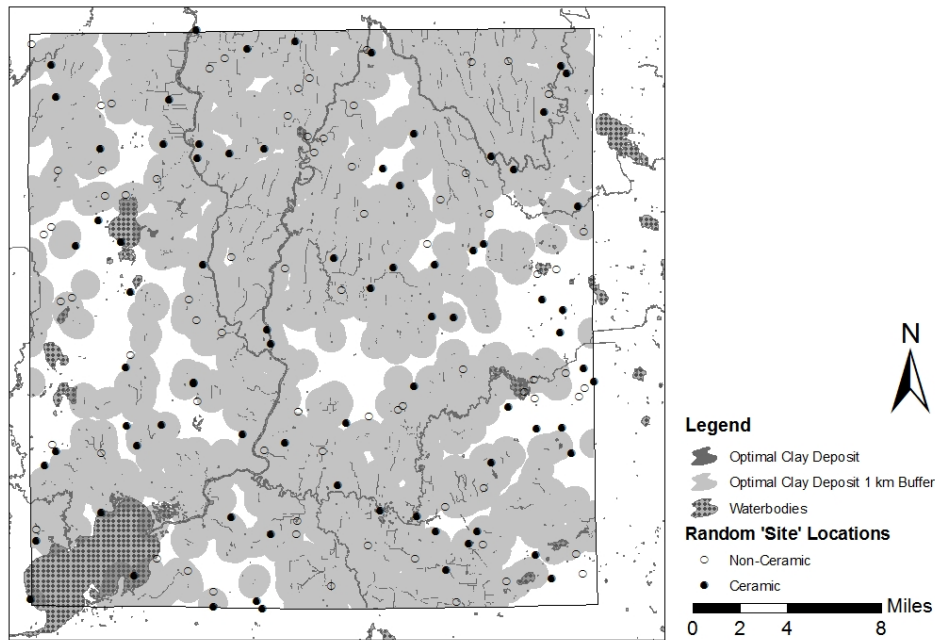 N
Legend
Optimal Clay Deposit
Optimal Clay Deposit 1 km Buffer
Waterbodies
Random 'Site' Locations
Non-Ceramic
Ceramic
Miles
0 2 4 8